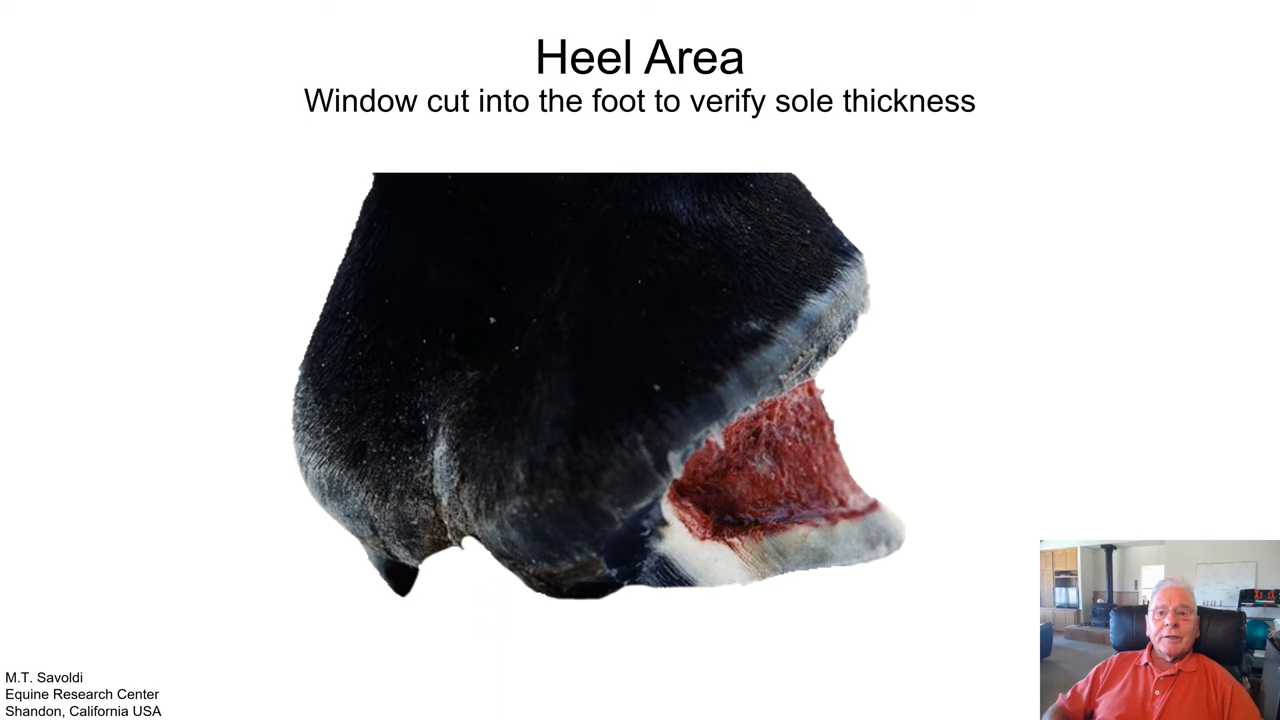 Heel Area
Window cut into the foot to verify sole thickness
M.T. Savoldi
Equine Research Center
Shandon, California USA